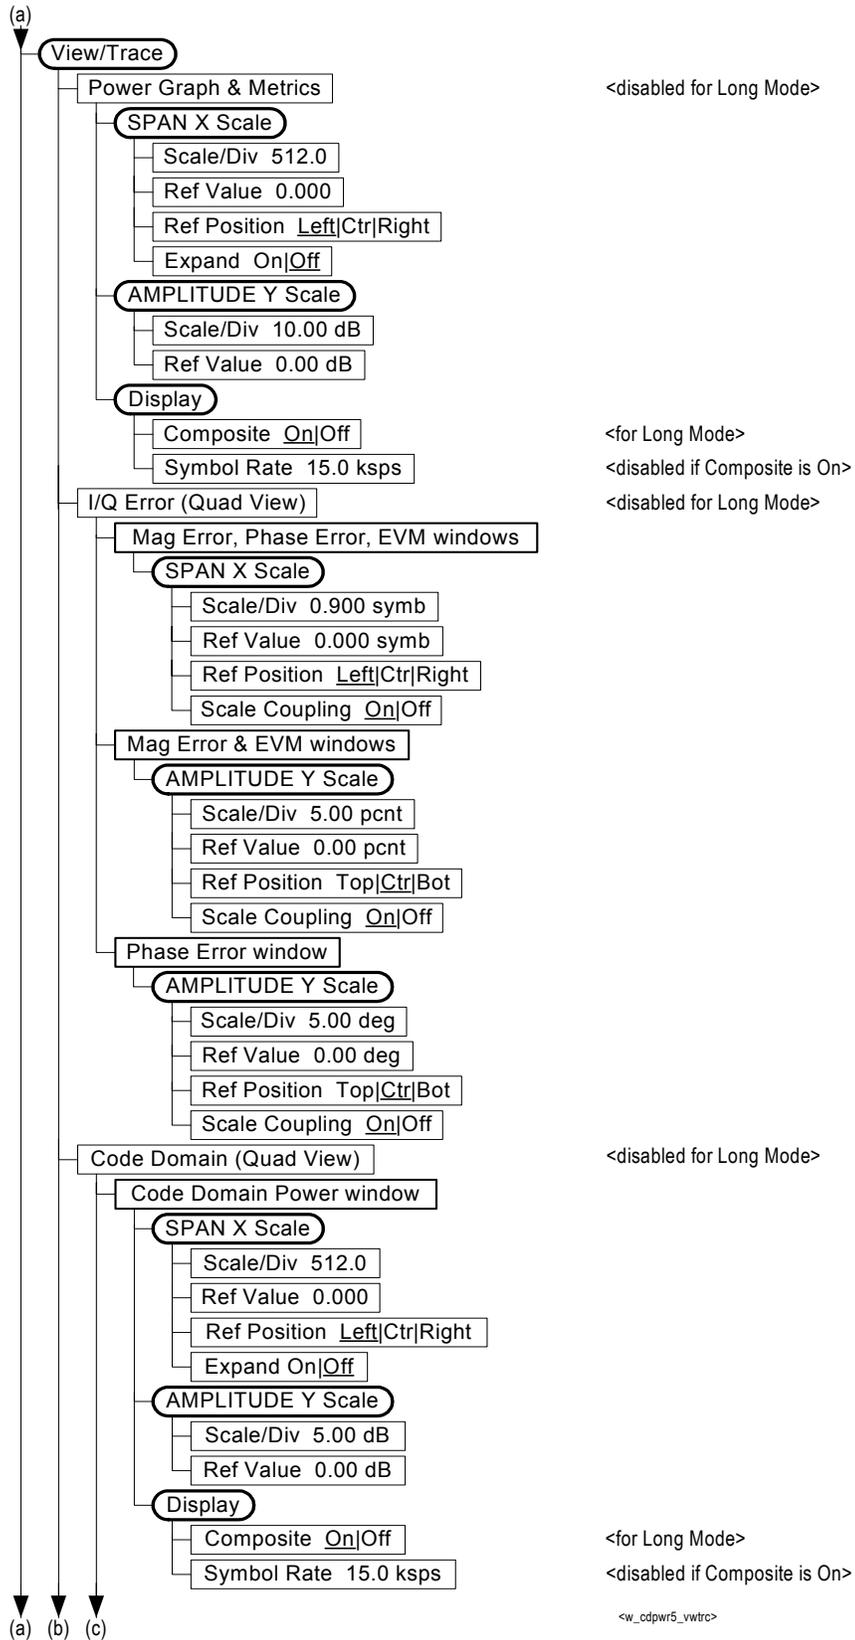 (a)
View/Trace
Power Graph & Metrics <disabled for Long Mode>
SPAN X Scale
Scale/Div 512.0
Ref Value 0.000
Ref Position Left|Ctr|Right
Expand On|Off
AMPLITUDE Y Scale
Scale/Div 10.00 dB
Ref Value 0.00 dB
Display
Composite On|Off <for Long Mode>
Symbol Rate 15.0 ksps <disabled if Composite is On>
I/Q Error (Quad View) <disabled for Long Mode>
Mag Error, Phase Error, EVM windows
SPAN X Scale
Scale/Div 0.900 symb
Ref Value 0.000 symb
Ref Position Left|Ctr|Right
Scale Coupling On|Off
Mag Error & EVM windows
AMPLITUDE Y Scale
Scale/Div 5.00 pcnt
Ref Value 0.00 pcnt
Ref Position Top|Ctr|Bot
Scale Coupling On|Off
Phase Error window
AMPLITUDE Y Scale
Scale/Div 5.00 deg
Ref Value 0.00 deg
Ref Position Top|Ctr|Bot
Scale Coupling On|Off
Code Domain (Quad View) <disabled for Long Mode>
Code Domain Power window
SPAN X Scale
Scale/Div 512.0
Ref Value 0.000
Ref Position Left|Ctr|Right
Expand On|Off
AMPLITUDE Y Scale
Scale/Div 5.00 dB
Ref Value 0.00 dB
Display
Composite On|Off <for Long Mode>
Symbol Rate 15.0 ksps <disabled if Composite is On>
(a) (b) (c) <w_cdpwr5_vwtrc>